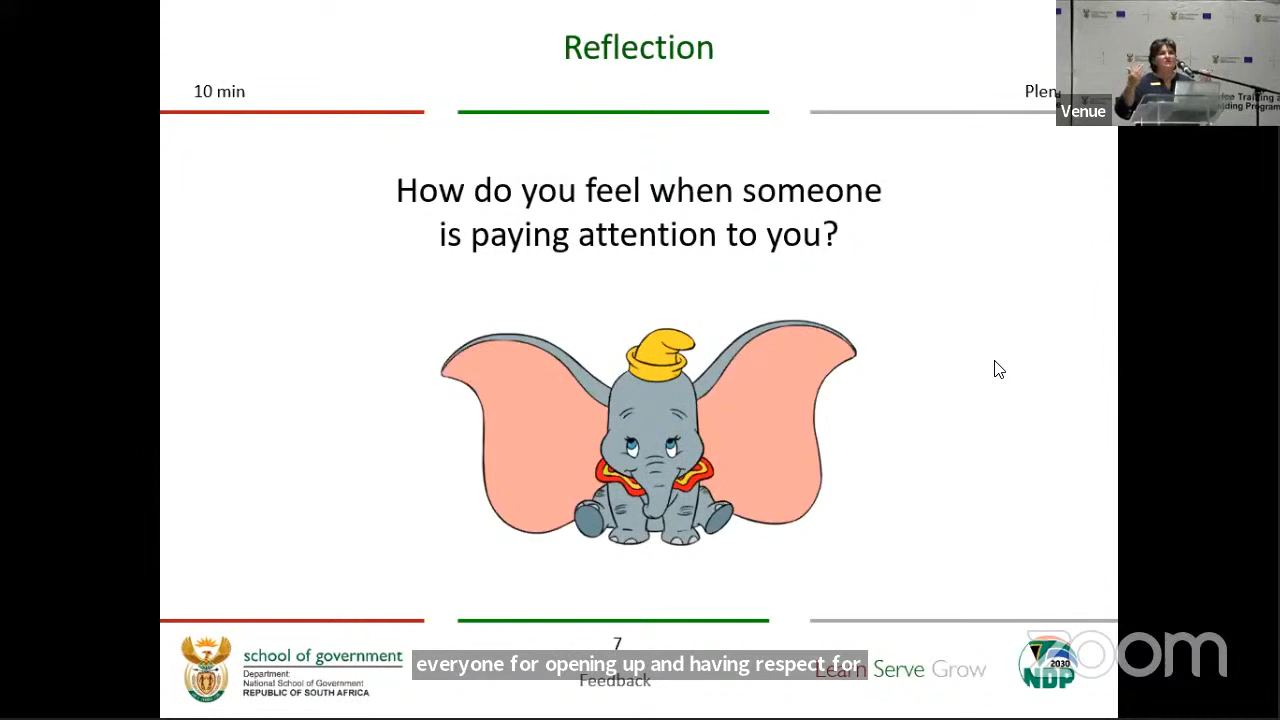 Reflection
10 min
Plen
Venue
How do you feel when someone
is paying attention to you?
school of government
Department:
National School of Government
REPUBLIC OF SOUTH AFRICA
7
everyone for opening up and having respect for
Feedback
Learn Serve Grow
2030
NDP
zoom